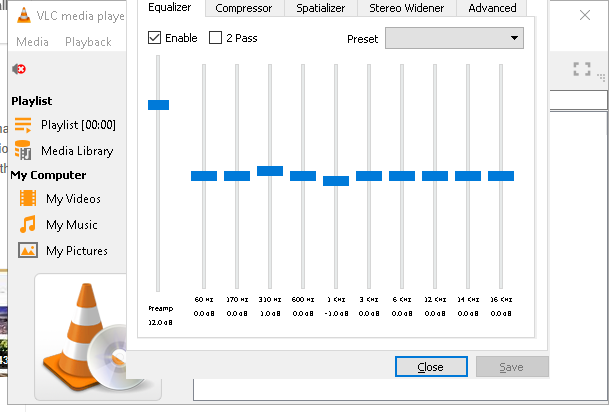 VLC media playe
Media Playback
Playlist
Playlist [00:00]
Media Library
My Computer
My Videos
My Music
My Pictures
Equalizer Compressor Spatializer Stereo Widener Advanced
Enable 2 Pass Preset
Preamp 60 Hz 170 Hz 310 Hz 600 Hz 1 KHz 3 KHz 6 KHz 12 KHz 14 KHz 16 KHz
12.0 dB 0.0 dB 0.0 dB 1.0 dB 0.0 dB -1.0 dB 0.0 dB 0.0 dB 0.0 dB 0.0 dB 0.0 dB
Close Save